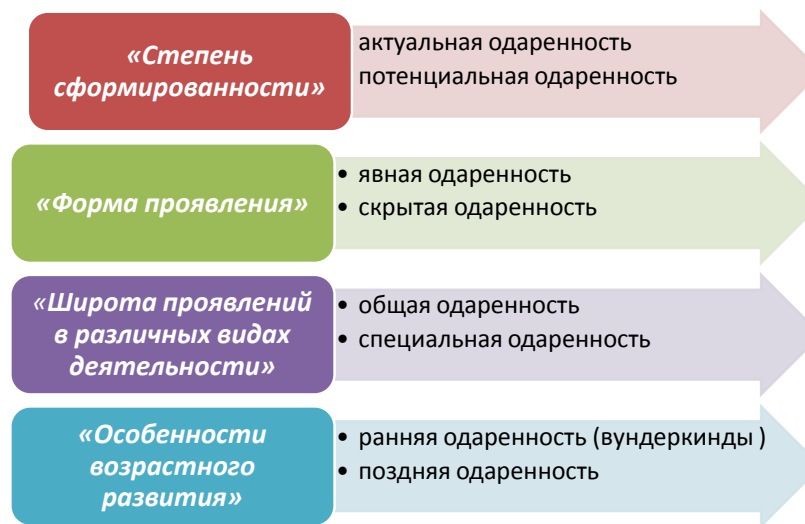 «Степень
сформированности»
актуальная одаренность
потенциальная одаренность
«Форма проявления»
• явная одаренность
• скрытая одаренность
«Широта проявлений
в различных видах
деятельности»
• общая одаренность
• специальная одаренность
«Особенности
возрастного
развития»
• ранняя одаренность (вундеркинды )
• поздняя одаренность